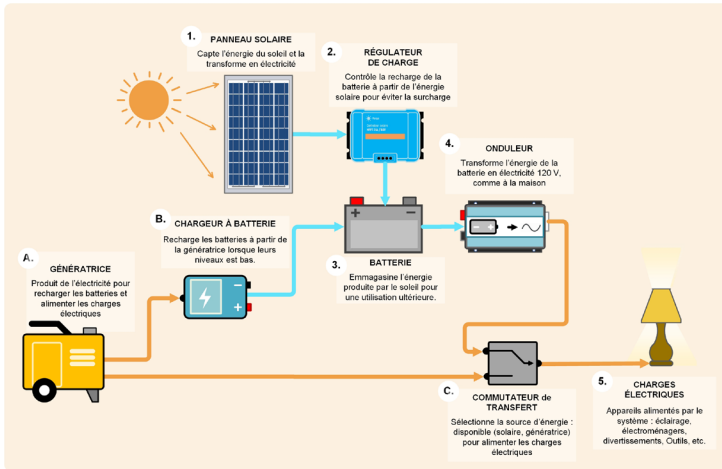 1.
PANNEAU SOLAIRE
Capte l'énergie du soleil et la
transforme en électricité
2.
RÉGULATEUR
DE CHARGE
Contrôle la recharge de la
batterie à partir de l'énergie
solaire pour éviter la surcharge
4.
ONDULEUR
Transforme l'énergie de la
batterie en électricité 120 V,
comme à la maison
B.
CHARGEUR À BATTERIE
Recharge les batteries à partir de
la génératrice lorsque leurs
niveaux est bas.
A.
GÉNÉRATRICE
Produit de l'électricité pour
recharger les batteries et
alimenter les charges
électriques
3.
BATTERIE
Emmagasine l'énergie
produite par le soleil pour
une utilisation ultérieure.
C.
COMMUTATEUR de
TRANSFERT
Sélectionne la source d'énergie :
disponible (solaire, génératrice)
pour alimenter les charges
électriques
5.
CHARGES
ÉLECTRIQUES
Appareils alimentés par le
système : éclairage,
électroménagers,
divertissements, Outils, etc.